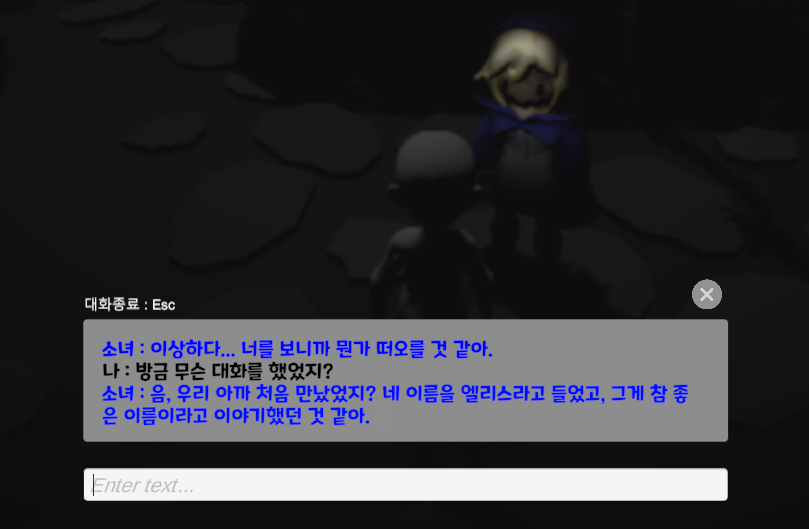 대화종료 : Esc
소녀 : 이상하다... 너를 보니까 뭔가 떠오를 것 같아.
나 : 방금 무슨 대화를 했었지?
소녀 : 음, 우리 아까 처음 만났었지? 네 이름을 엘리스라고 들었고, 그게 참 좋
은 이름이라고 이야기했던 것 같아.
Enter text...